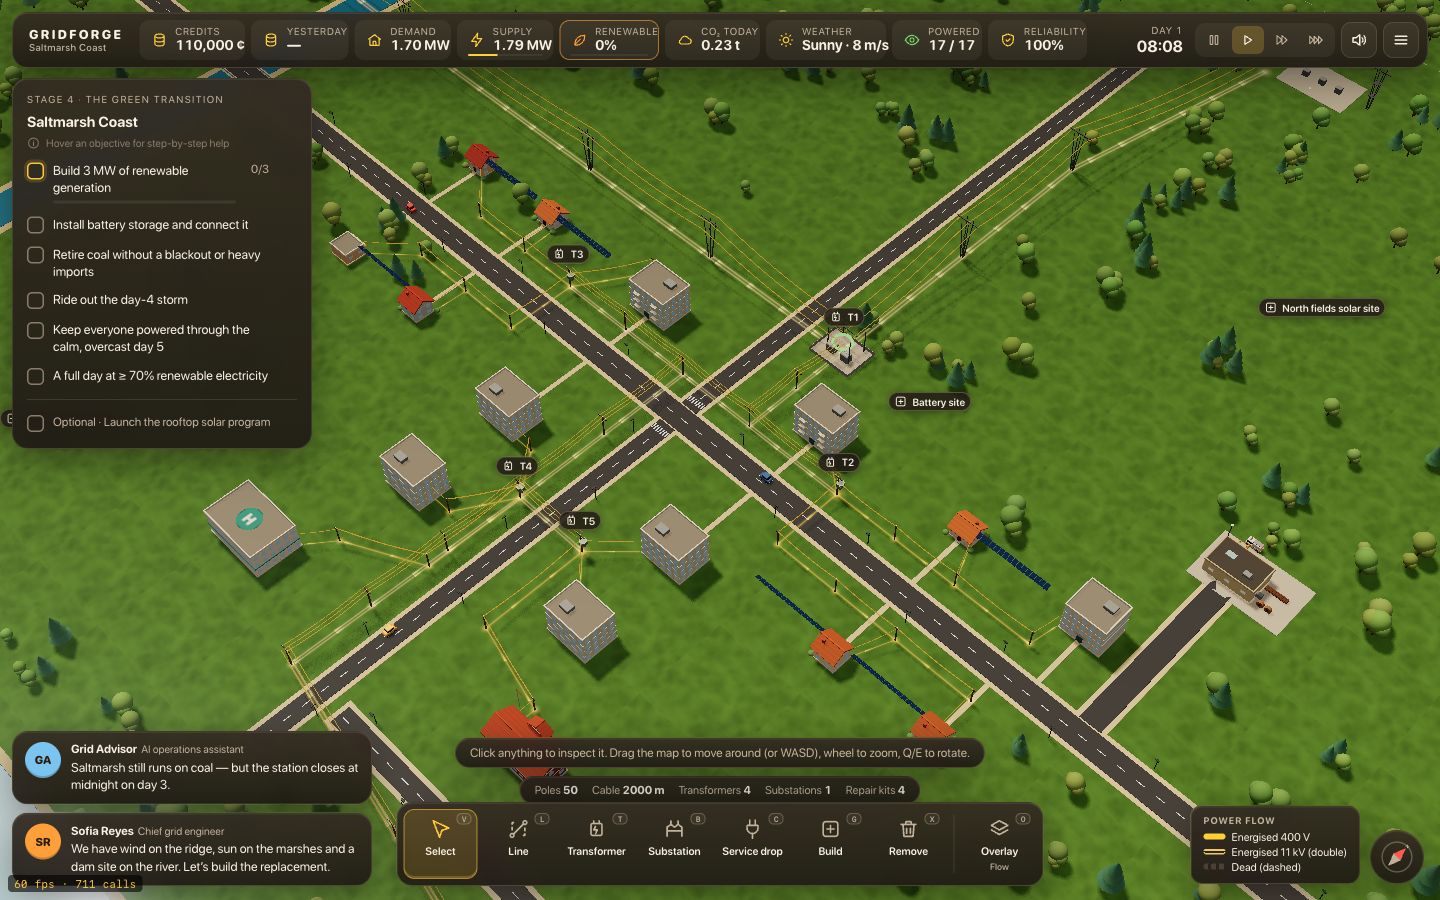 GRIDFORGE
Saltmarsh Coast
CREDITS
110,000 ¢
YESTERDAY
—
DEMAND
1.70 MW
SUPPLY
1.79 MW
RENEWABLE
0%
CO₂ TODAY
0.23 t
WEATHER
Sunny · 8 m/s
POWERED
17 / 17
RELIABILITY
100%
DAY 1
08:08
STAGE 4 · THE GREEN TRANSITION
Saltmarsh Coast
Hover an objective for step-by-step help
Build 3 MW of renewable
generation
0/3
Install battery storage and connect it
Retire coal without a blackout or heavy
imports
Ride out the day-4 storm
Keep everyone powered through the
calm, overcast day 5
A full day at ≥ 70% renewable electricity
Optional · Launch the rooftop solar program
T3
T1
North fields solar site
Battery site
T4
T2
T5
H
GA
Grid Advisor AI operations assistant
Saltmarsh still runs on coal — but the station closes at
midnight on day 3.
SR
Sofia Reyes Chief grid engineer
We have wind on the ridge, sun on the marshes and a
dam site on the river. Let's build the replacement.
60 fps · 711 calls
Click anything to inspect it. Drag the map to move around (or WASD), wheel to zoom, Q/E to rotate.
Poles 50 Cable 2000 m Transformers 4 Substations 1 Repair kits 4
V
Select
L
Line
T
Transformer
B
Substation
C
Service drop
G
Build
X
Remove
O
Overlay
Flow
POWER FLOW
Energised 400 V
Energised 11 kV (double)
Dead (dashed)